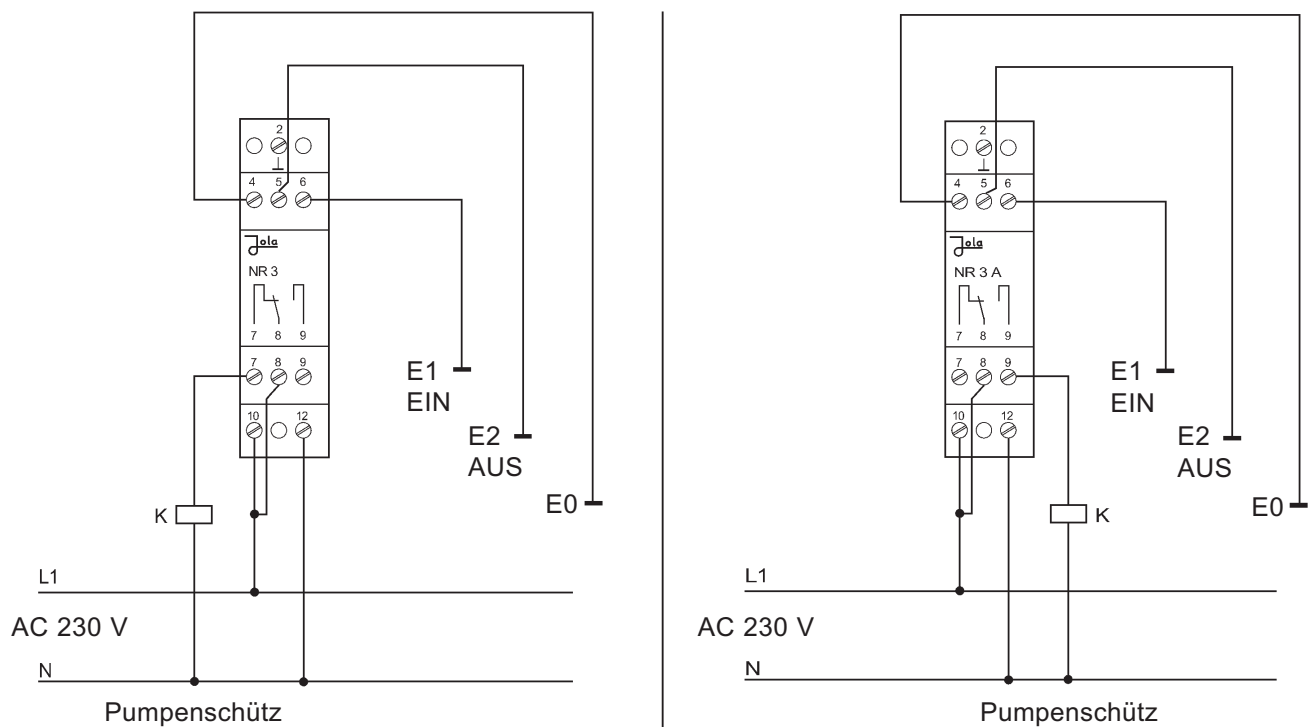 2
4 5 6
Jola
NR 3
7 8 9
7 8 9
10 12
E1
EIN
E2
AUS
E0
K
L1
AC 230 V
N
Pumpenschütz
2
4 5 6
Jola
NR 3 A
7 8 9
7 8 9
10 12
E1
EIN
E2
AUS
E0
K
L1
AC 230 V
N
Pumpenschütz